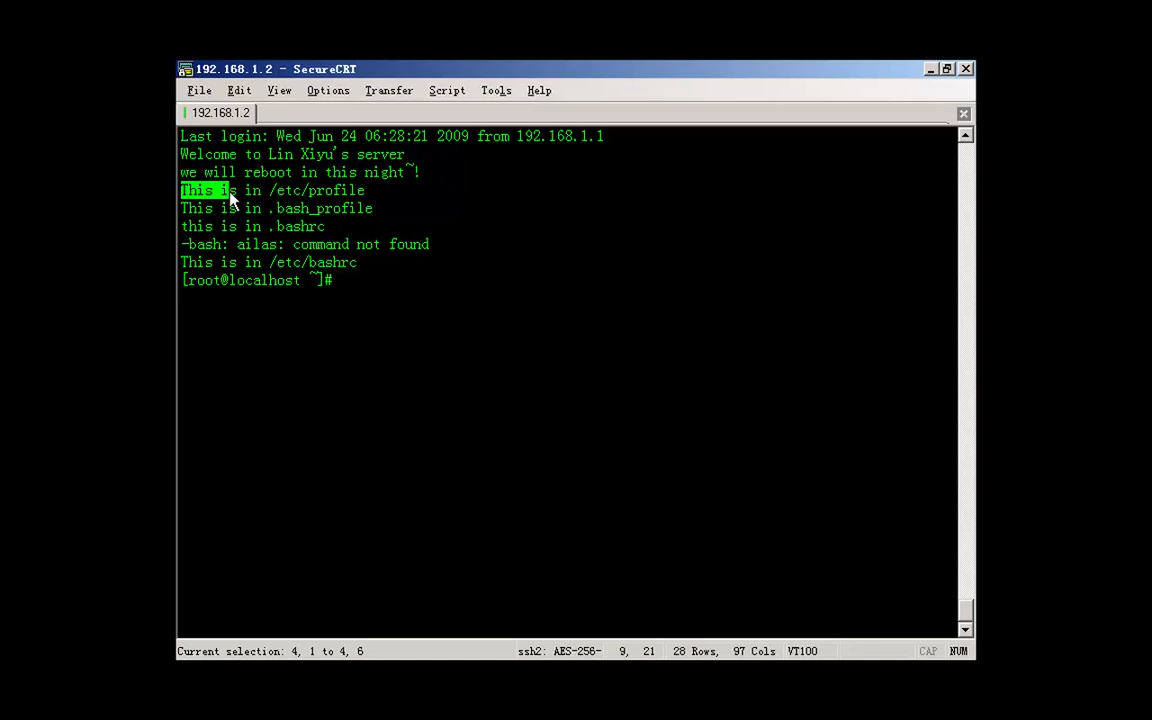 192.168.1.2 - SecureCRT
File Edit View Options Transfer Script Tools Help
192.168.1.2
Last login: Wed Jun 24 06:28:21 2009 from 192.168.1.1
Welcome to Lin Xiyu's server
we will reboot in this night~!
This is in /etc/profile
This is in .bash_profile
this is in .bashrc
-bash: ailas: command not found
This is in /etc/bashrc
[root@localhost ~]#
Current selection: 4, 1 to 4, 6 ssh2: AES-256- 9, 21 28 Rows, 97 Cols VT100 CAP NUM